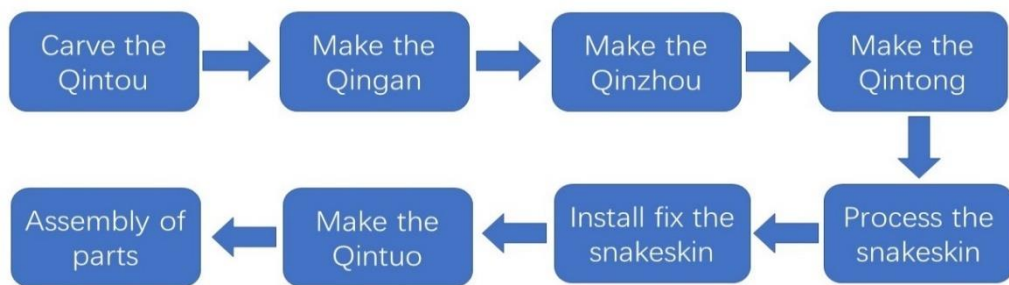 Carve the
Qintou
Make the
Qingan
Make the
Qinzhou
Make the
Qintong
Process the
snakeskin
Install fix the
snakeskin
Make the
Qintuo
Assembly of
parts